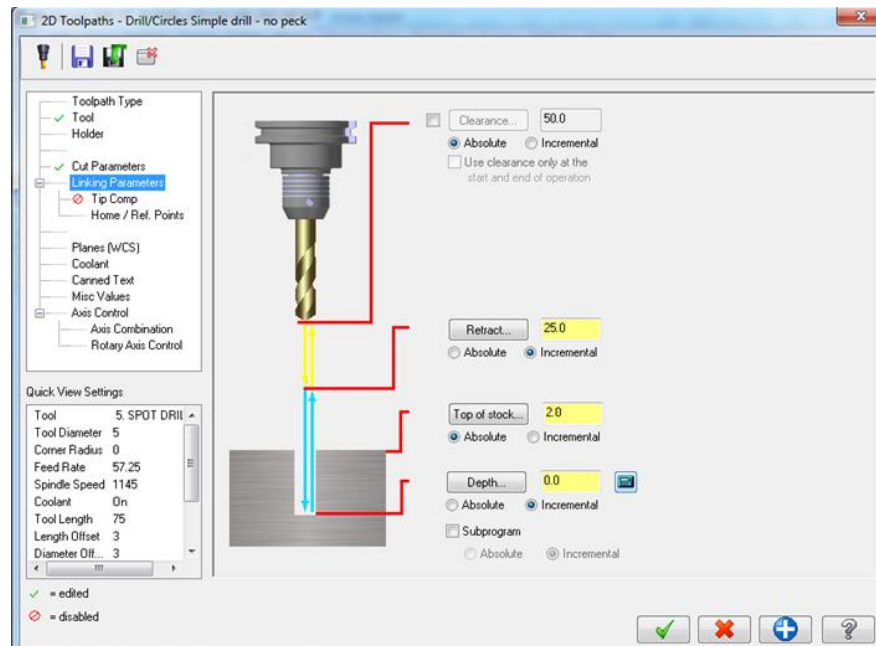 2D Toolpaths - Drill/Circles Simple drill - no peck
Toolpath Type
Tool
Holder
Cut Parameters
Linking Parameters
Tip Comp
Home / Ref. Points
Planes (WCS)
Coolant
Canned Text
Misc Values
Axis Control
Axis Combination
Rotary Axis Control
Quick View Settings
Tool 5. SPOT DRIL
Tool Diameter 5
Corner Radius 0
Feed Rate 57.25
Spindle Speed 1145
Coolant On
Tool Length 75
Length Offset 3
Diameter Off... 3
= edited
= disabled
Clearance... 50.0
Absolute Incremental
Use clearance only at the
start and end of operation
Retract... 25.0
Absolute Incremental
Top of stock... 2.0
Absolute Incremental
Depth... 0.0
Absolute Incremental
Subprogram
Absolute Incremental